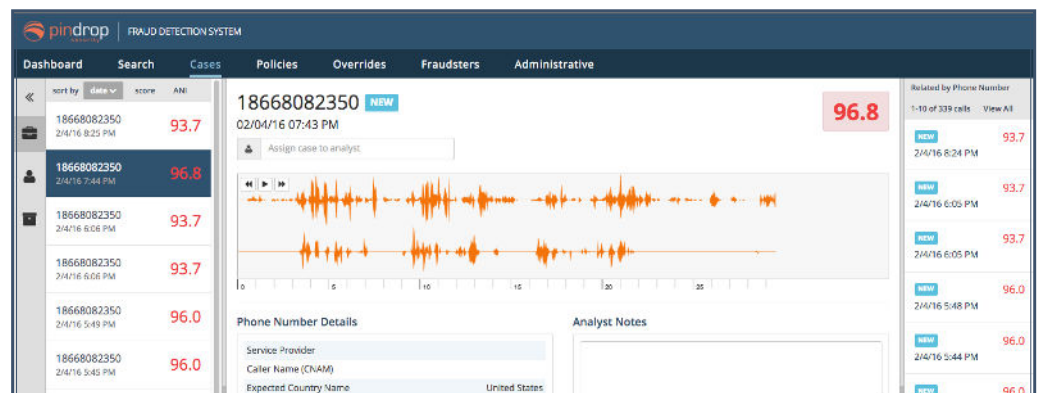 pindrop FRAUD DETECTION SYSTEM
Dashboard Search Cases Policies Overrides Fraudsters Administrative
sort by date score ANI
18668082350
2/4/16 8:25 PM
93.7
18668082350
2/4/16 7:44 PM
96.8
18668082350
2/4/16 6:06 PM
93.7
18668082350
2/4/16 6:06 PM
93.7
18668082350
2/4/16 5:49 PM
96.0
18668082350
2/4/16 5:45 PM
96.0
18668082350 NEW
02/04/16 07:43 PM
96.8
Assign case to analyst
0 5 10 15 20 25
Phone Number Details
Service Provider
Caller Name (CNAM)
Expected Country Name United States
Analyst Notes
Related by Phone Number
1-10 of 339 calls View All
NEW 93.7
2/4/16 8:24 PM
NEW 93.7
2/4/16 6:05 PM
NEW 93.7
2/4/16 6:05 PM
NEW 96.0
2/4/16 5:48 PM
NEW 96.0
2/4/16 5:44 PM
NEW 96.0